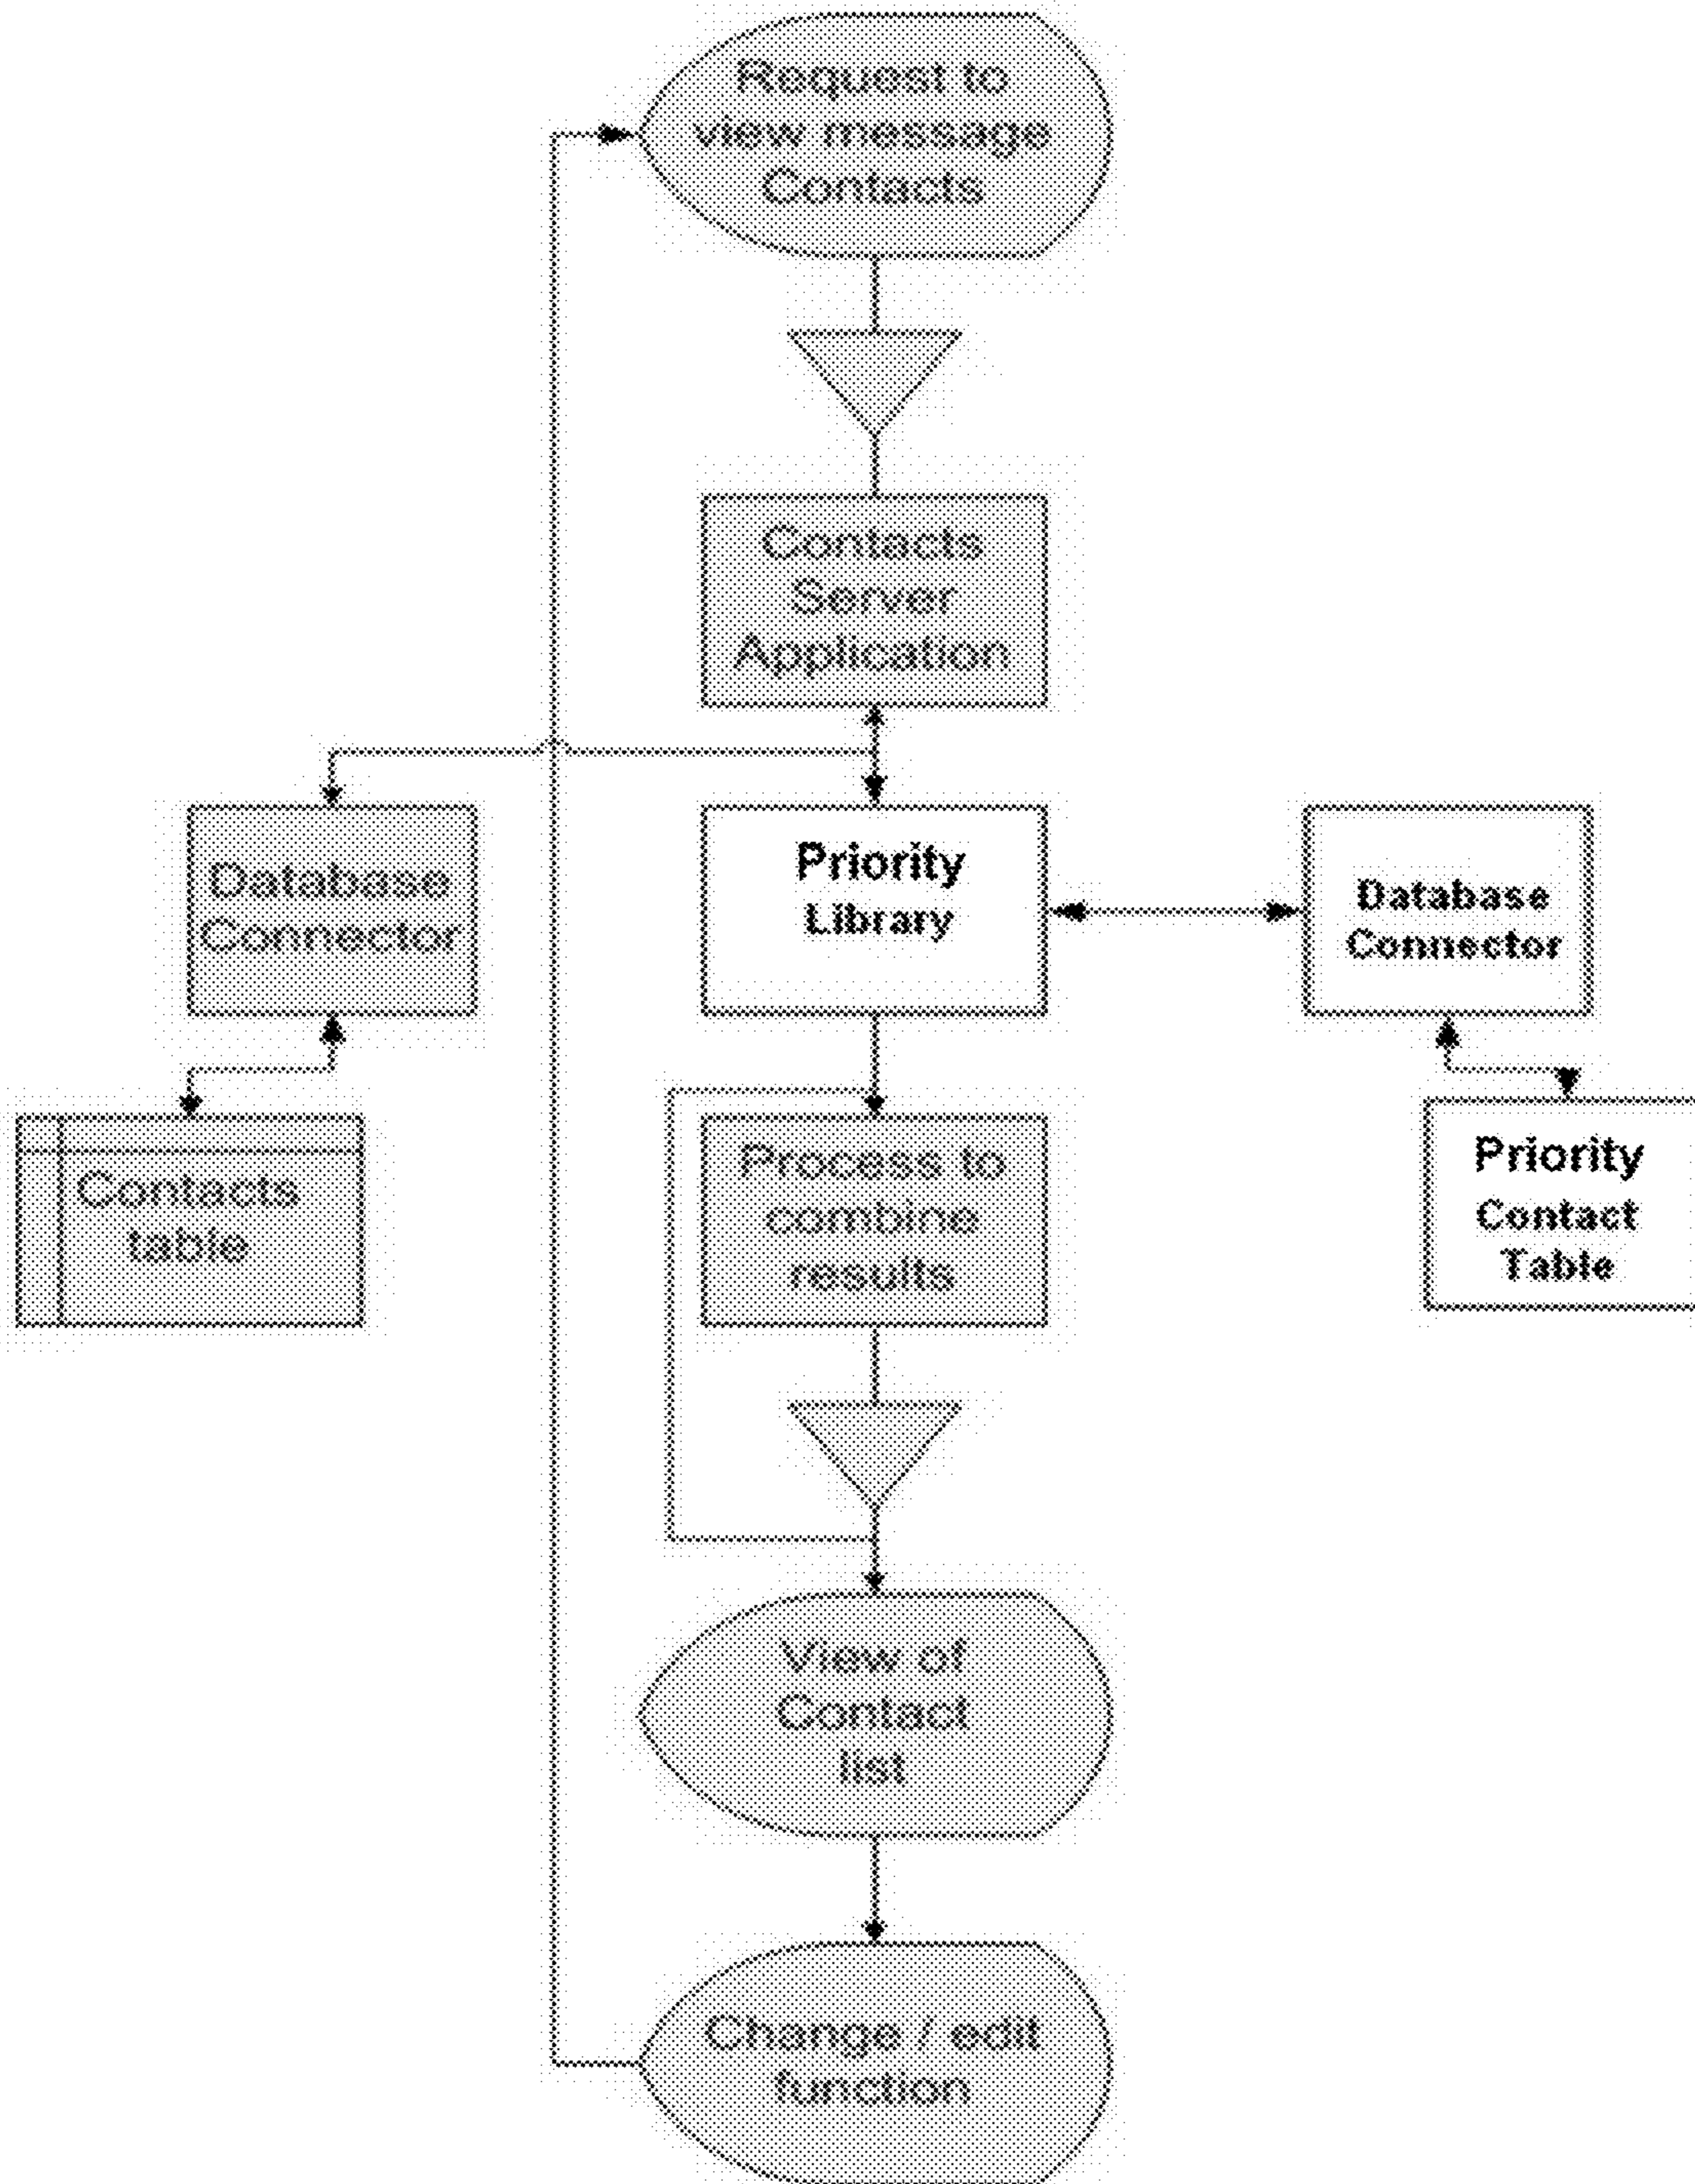 Request to
view message
Contacts
Contacts
Server
Application
Database
Connector
Priority
Library
Database
Connector
Contacts
table
Process to
combine
results
Priority
Contact
Table
View of
Contact
list
Change / edit
function